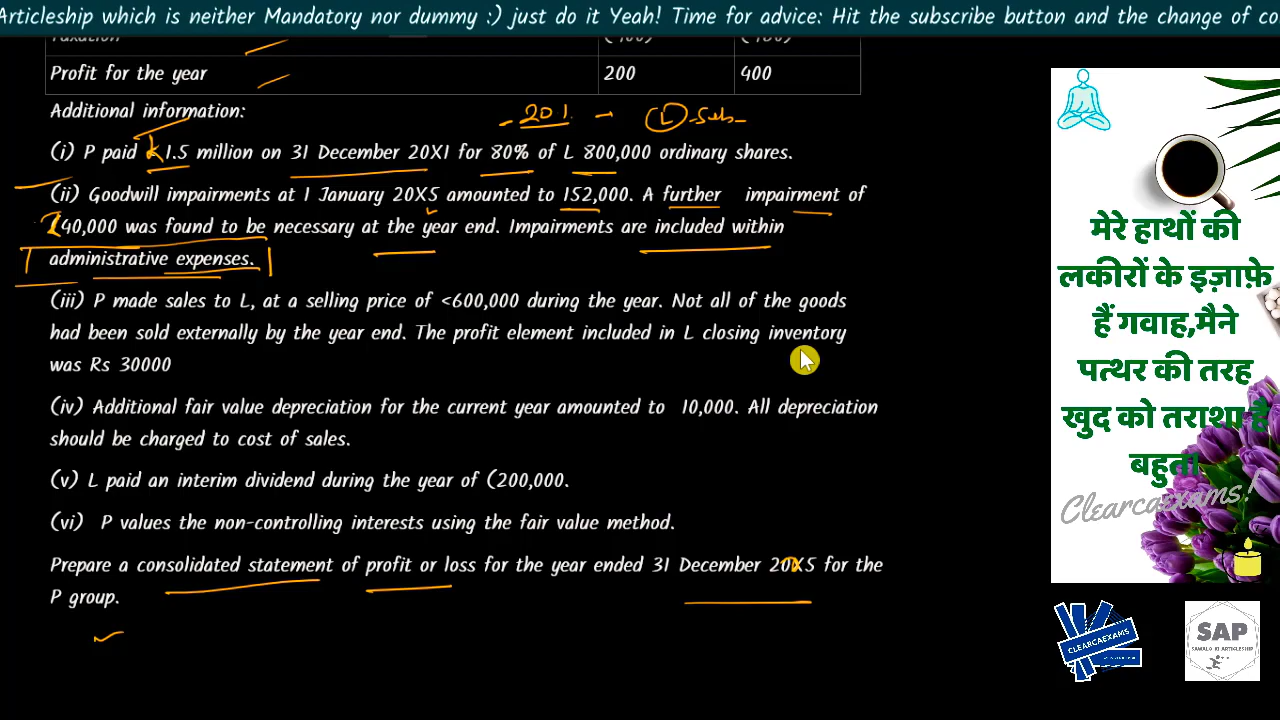 Articleship which is neither Mandatory nor dummy :) just do it Yeah! Time for advice: Hit the subscribe button and the change of co
Taxation
Profit for the year 200 400
Additional information:
20% → L Sub
(i) P paid 1.5 million on 31 December 20X1 for 80% of L 800,000 ordinary shares.
(ii) Goodwill impairments at 1 January 20X5 amounted to 152,000. A further impairment of
40,000 was found to be necessary at the year end. Impairments are included within
administrative expenses.
(iii) P made sales to L, at a selling price of <600,000 during the year. Not all of the goods
had been sold externally by the year end. The profit element included in L closing inventory
was Rs 30000
(iv) Additional fair value depreciation for the current year amounted to 10,000. All depreciation
should be charged to cost of sales.
(v) L paid an interim dividend during the year of (200,000.
(vi) P values the non-controlling interests using the fair value method.
Prepare a consolidated statement of profit or loss for the year ended 31 December 20X5 for the
P group.
मेरे हाथों की
लकीरों के इज़ाफ़े
हैं गवाह,मैने
पत्थर की तरह
खुद को तराशा है
बहुत।
Clearcaexams!
CLEARCAEXAMS
SAP
SAWALO KI ARTICLESHIP